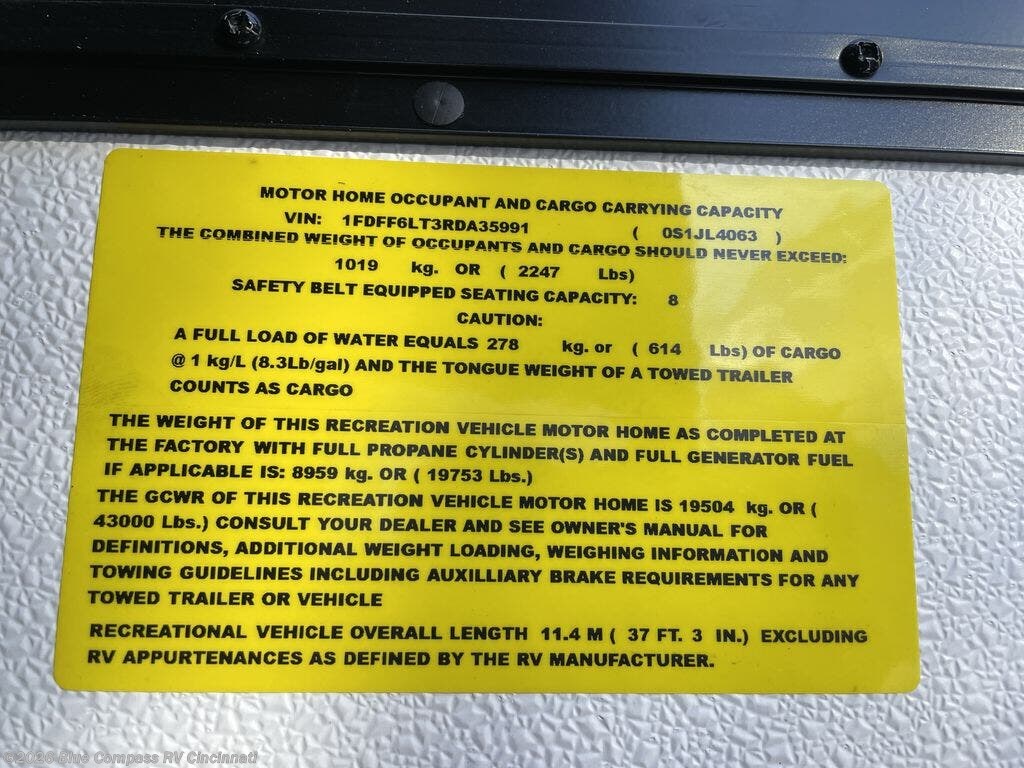 MOTOR HOME OCCUPANT AND CARGO CARRYING CAPACITY
VIN: 1FDFF6LT3RDA35991 ( 0S1JL4063 )
THE COMBINED WEIGHT OF OCCUPANTS AND CARGO SHOULD NEVER EXCEED:
1019 kg. OR ( 2247 Lbs)
SAFETY BELT EQUIPPED SEATING CAPACITY: 8
CAUTION:
A FULL LOAD OF WATER EQUALS 278 kg. or ( 614 Lbs) OF CARGO
@ 1 kg/L (8.3Lb/gal) AND THE TONGUE WEIGHT OF A TOWED TRAILER
COUNTS AS CARGO
THE WEIGHT OF THIS RECREATION VEHICLE MOTOR HOME AS COMPLETED AT
THE FACTORY WITH FULL PROPANE CYLINDER(S) AND FULL GENERATOR FUEL
IF APPLICABLE IS: 8959 kg. OR ( 19753 Lbs.)
THE GCWR OF THIS RECREATION VEHICLE MOTOR HOME IS 19504 kg. OR (
43000 Lbs.) CONSULT YOUR DEALER AND SEE OWNER'S MANUAL FOR
DEFINITIONS, ADDITIONAL WEIGHT LOADING, WEIGHING INFORMATION AND
TOWING GUIDELINES INCLUDING AUXILLIARY BRAKE REQUIREMENTS FOR ANY
TOWED TRAILER OR VEHICLE
RECREATIONAL VEHICLE OVERALL LENGTH 11.4 M ( 37 FT. 3 IN.) EXCLUDING
RV APPURTENANCES AS DEFINED BY THE RV MANUFACTURER.
Blue Compass RV Cincinnati